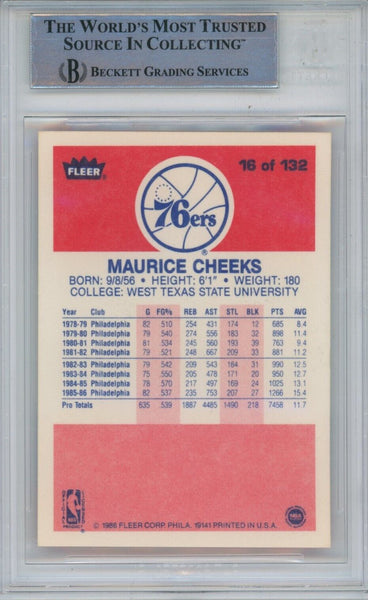 THE WORLD'S MOST TRUSTED
SOURCE IN COLLECTING™
B BECKETT GRADING SERVICES
FLEER®
16 of 132
76ers®
MAURICE CHEEKS
BORN: 9/8/56 • HEIGHT: 6'1" • WEIGHT: 180
COLLEGE: WEST TEXAS STATE UNIVERSITY
Year Club G FG% REB AST STL BLK PTS AVG
1978-79 Philadelphia 82 .510 254 431 174 12 685 8.4
1979-80 Philadelphia 79 .540 274 556 183 32 898 11.4
1980-81 Philadelphia 81 .534 245 560 193 39 763 9.4
1981-82 Philadelphia 79 .521 248 667 209 33 881 11.2
1982-83 Philadelphia 79 .542 209 543 184 31 990 12.5
1983-84 Philadelphia 75 .550 205 478 171 20 950 12.7
1984-85 Philadelphia 78 .570 217 497 169 24 1025 13.1
1985-86 Philadelphia 82 .537 235 753 207 27 1266 15.4
Pro Totals 635 .539 1887 4485 1490 218 7458 11.7
NBA
© 1986 FLEER CORP. PHILA. 19141 PRINTED IN U.S.A.